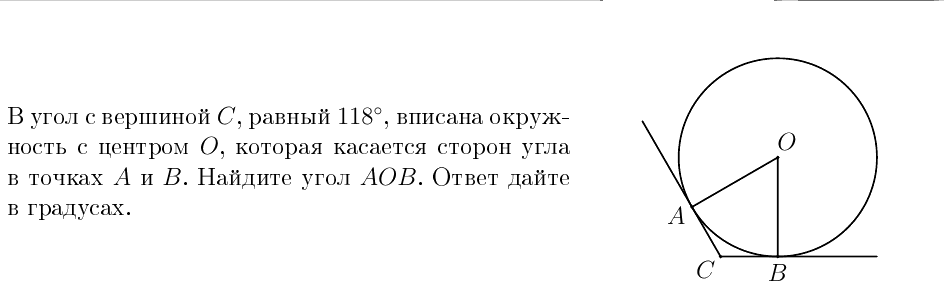 В угол с вершиной C, равный 118°, вписана окруж-
ность с центром O, которая касается сторон угла
в точках A и B. Найдите угол AOB. Ответ дайте
в градусах.
O
A
C
B